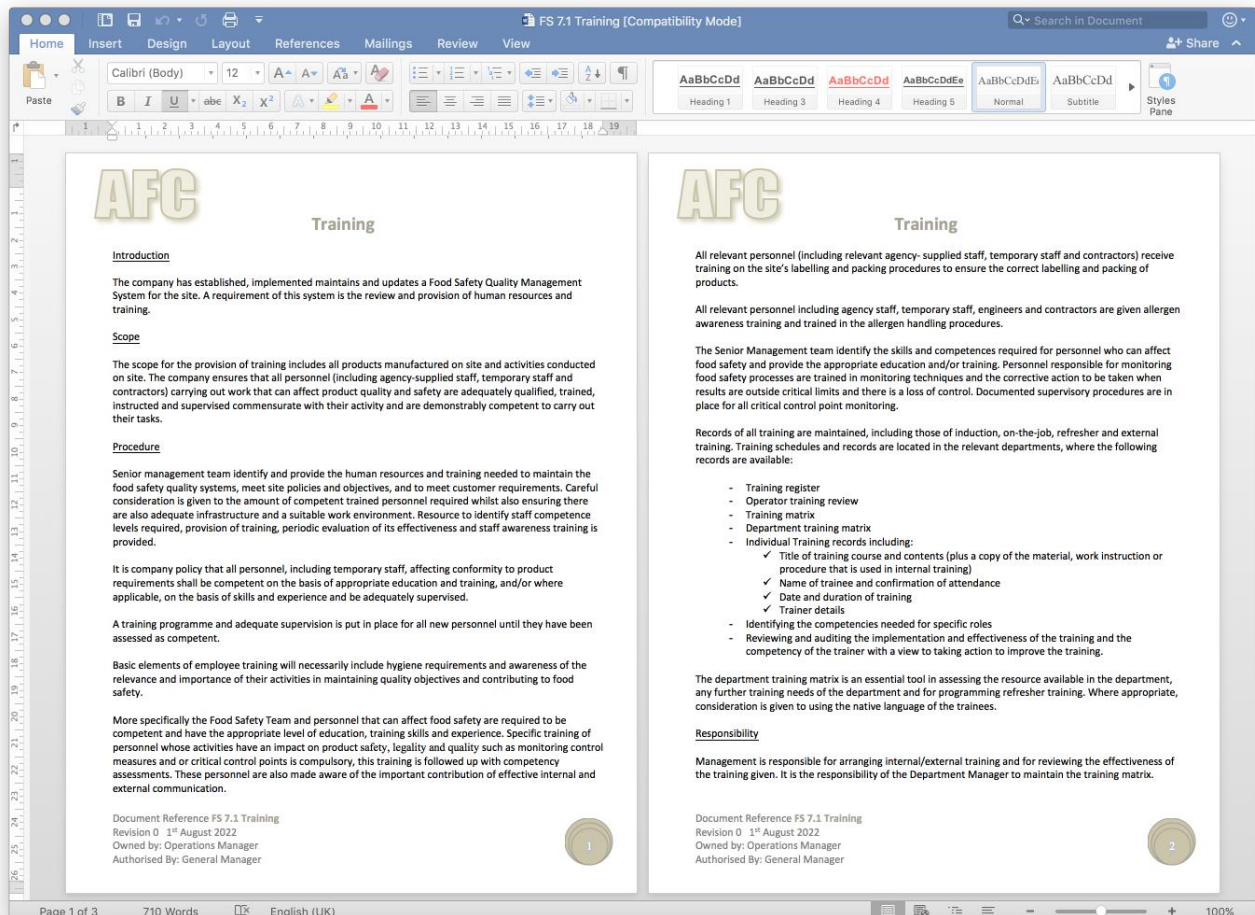 FS 7.1 Training [Compatibility Mode]
Search in Document
Home Insert Design Layout References Mailings Review View
Share
Paste
Calibri (Body) 12
B I U abc X2 X2 A A
AaBbCcDd AaBbCcDd AaBbCcDd AaBbCcDdEe AaBbCcDdEe AaBbCcDd
Heading 1 Heading 3 Heading 4 Heading 5 Normal Subtitle
Styles Pane
AFC
Training
Introduction
The company has established, implemented maintains and updates a Food Safety Quality Management
System for the site. A requirement of this system is the review and provision of human resources and
training.
Scope
The scope for the provision of training includes all products manufactured on site and activities conducted
on site. The company ensures that all personnel (including agency-supplied staff, temporary staff and
contractors) carrying out work that can affect product quality and safety are adequately qualified, trained,
instructed and supervised commensurate with their activity and are demonstrably competent to carry out
their tasks.
Procedure
Senior management team identify and provide the human resources and training needed to maintain the
food safety quality systems, meet site policies and objectives, and to meet customer requirements. Careful
consideration is given to the amount of competent trained personnel required whilst also ensuring there
are also adequate infrastructure and a suitable work environment. Resource to identify staff competence
levels required, provision of training, periodic evaluation of its effectiveness and staff awareness training is
provided.
It is company policy that all personnel, including temporary staff, affecting conformity to product
requirements shall be competent on the basis of appropriate education and training, and/or where
applicable, on the basis of skills and experience and be adequately supervised.
A training programme and adequate supervision is put in place for all new personnel until they have been
assessed as competent.
Basic elements of employee training will necessarily include hygiene requirements and awareness of the
relevance and importance of their activities in maintaining quality objectives and contributing to food
safety.
More specifically the Food Safety Team and personnel that can affect food safety are required to be
competent and have the appropriate level of education, training skills and experience. Specific training of
personnel whose activities have an impact on product safety, legality and quality such as monitoring control
measures and or critical control points is compulsory, this training is followed up with competency
assessments. These personnel are also made aware of the important contribution of effective internal and
external communication.
Document Reference FS 7.1 Training
Revision 0 1st August 2022
Owned by: Operations Manager
Authorised By: General Manager
1
AFC
Training
All relevant personnel (including relevant agency- supplied staff, temporary staff and contractors) receive
training on the site's labelling and packing procedures to ensure the correct labelling and packing of
products.
All relevant personnel including agency staff, temporary staff, engineers and contractors are given allergen
awareness training and trained in the allergen handling procedures.
The Senior Management team identify the skills and competences required for personnel who can affect
food safety and provide the appropriate education and/or training. Personnel responsible for monitoring
food safety processes are trained in monitoring techniques and the corrective action to be taken when
results are outside critical limits and there is a loss of control. Documented supervisory procedures are in
place for all critical control point monitoring.
Records of all training are maintained, including those of induction, on-the-job, refresher and external
training. Training schedules and records are located in the relevant departments, where the following
records are available:
- Training register
- Operator training review
- Training matrix
- Department training matrix
- Individual Training records including:
✓ Title of training course and contents (plus a copy of the material, work instruction or
procedure that is used in internal training)
✓ Name of trainee and confirmation of attendance
✓ Date and duration of training
✓ Trainer details
- Identifying the competencies needed for specific roles
- Reviewing and auditing the implementation and effectiveness of the training and the
competency of the trainer with a view to taking action to improve the training.
The department training matrix is an essential tool in assessing the resource available in the department,
any further training needs of the department and for programming refresher training. Where appropriate,
consideration is given to using the native language of the trainees.
Responsibility
Management is responsible for arranging internal/external training and for reviewing the effectiveness of
the training given. It is the responsibility of the Department Manager to maintain the training matrix.
Document Reference FS 7.1 Training
Revision 0 1st August 2022
Owned by: Operations Manager
Authorised By: General Manager
2
Page 1 of 3 710 Words English (UK) 100%